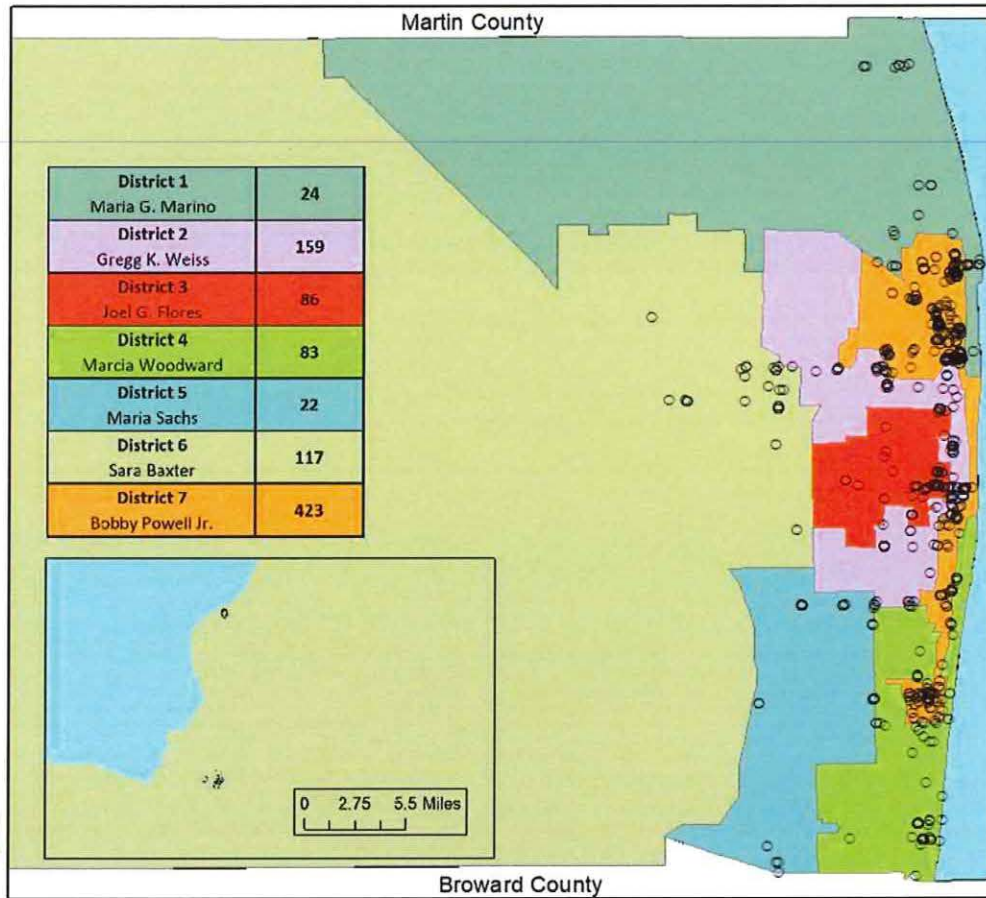 Martin County
District 1
Maria G. Marino
24
District 2
Gregg K. Weiss
159
District 3
Joel G. Flores
86
District 4
Marcia Woodward
83
District 5
Maria Sachs
22
District 6
Sara Baxter
117
District 7
Bobby Powell Jr.
423
0 2.75 5.5 Miles
Broward County